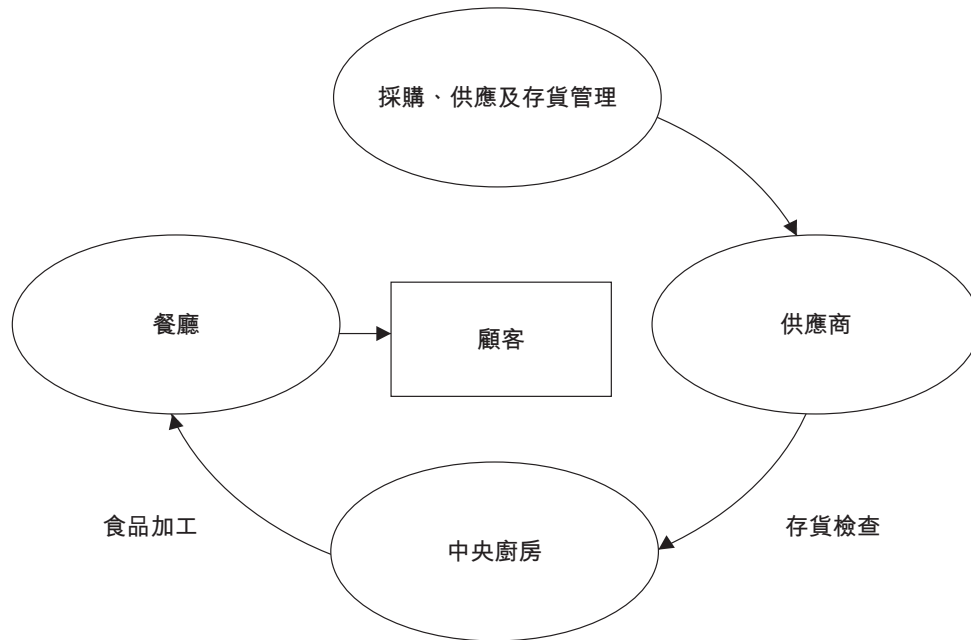 採購、供應及存貨管理
餐廳
顧客
供應商
食品加工
中央廚房
存貨檢查